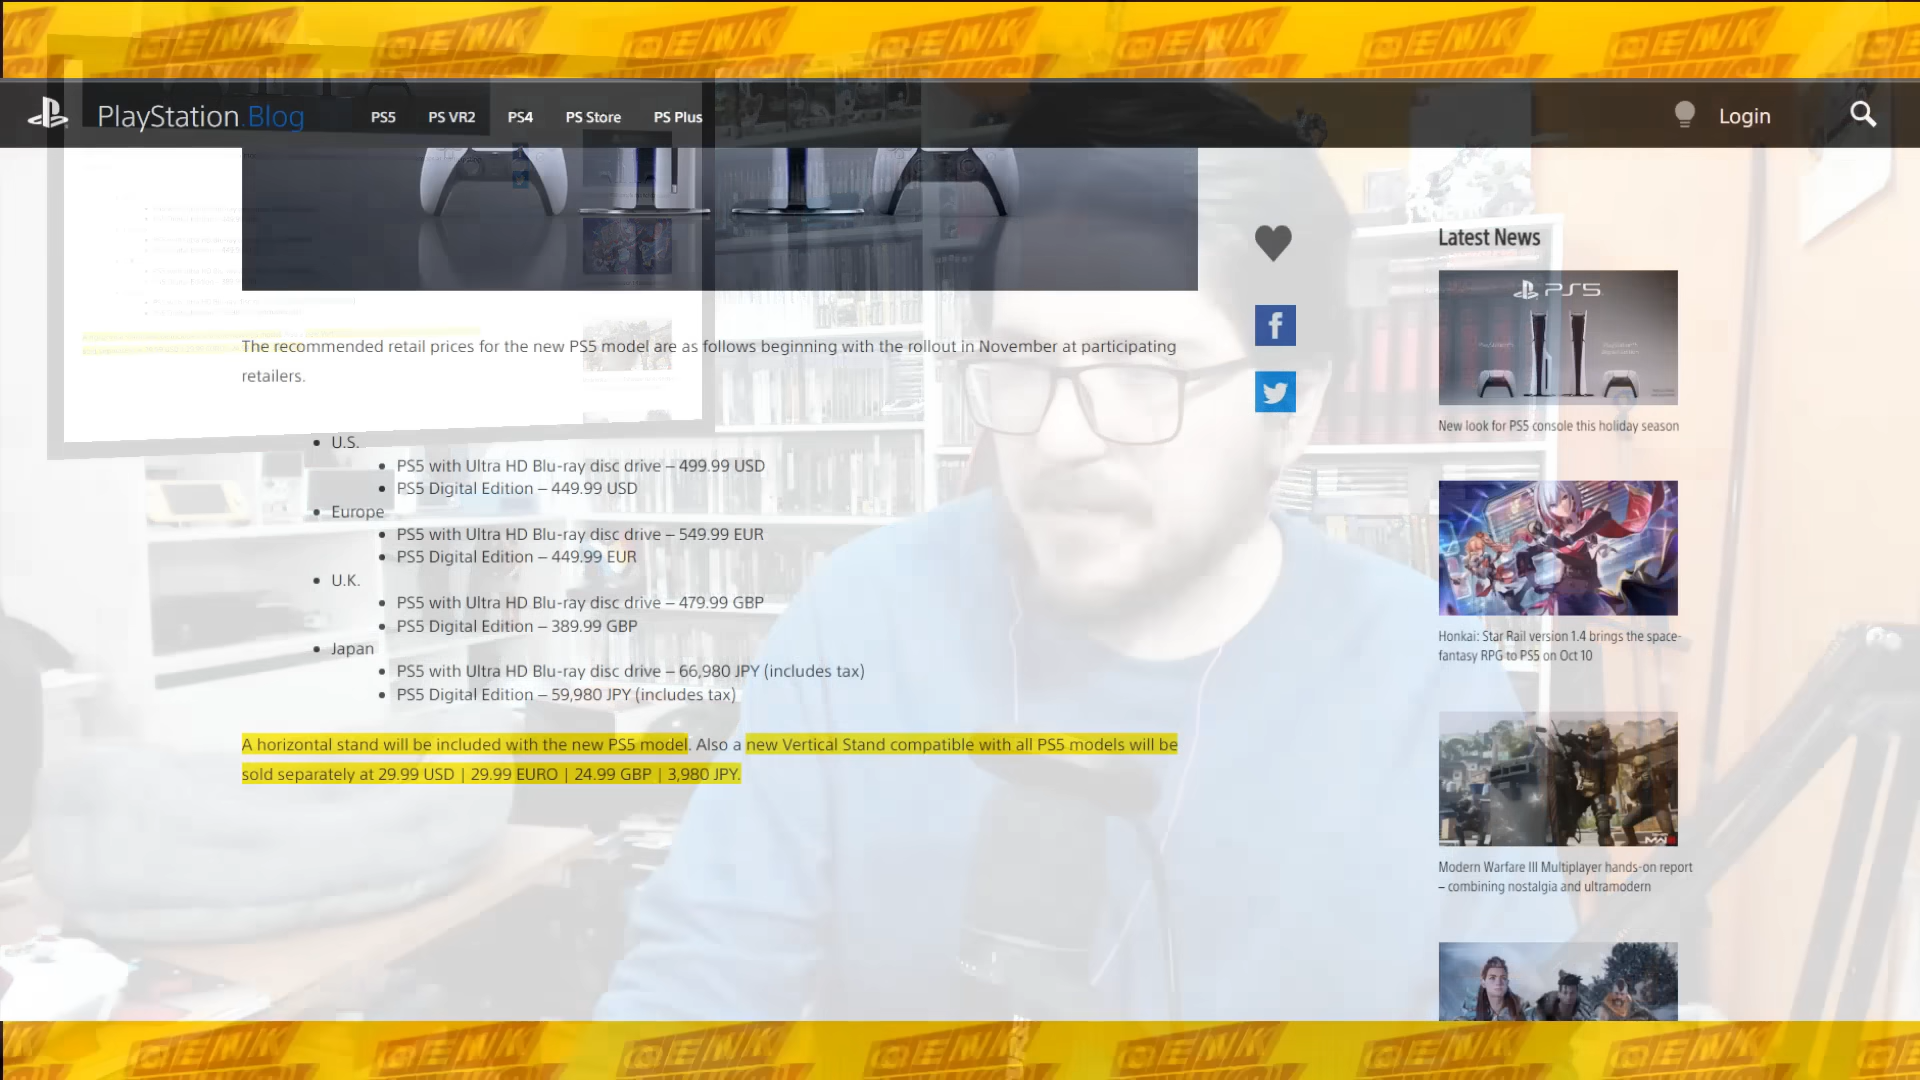 PlayStation.Blog
PS5
PS VR2
PS4
PS Store
PS Plus
Login
The recommended retail prices for the new PS5 model are as follows beginning with the rollout in November at participating
retailers.
U.S.
PS5 with Ultra HD Blu-ray disc drive – 499.99 USD
PS5 Digital Edition – 449.99 USD
Europe
PS5 with Ultra HD Blu-ray disc drive – 549.99 EUR
PS5 Digital Edition – 449.99 EUR
U.K.
PS5 with Ultra HD Blu-ray disc drive – 479.99 GBP
PS5 Digital Edition – 389.99 GBP
Japan
PS5 with Ultra HD Blu-ray disc drive – 66,980 JPY (includes tax)
PS5 Digital Edition – 59,980 JPY (includes tax)
A horizontal stand will be included with the new PS5 model. Also a new Vertical Stand compatible with all PS5 models will be
sold separately at 29.99 USD | 29.99 EURO | 24.99 GBP | 3,980 JPY.
Latest News
PS5
New look for PS5 console this holiday season
Honkai: Star Rail version 1.4 brings the space-
fantasy RPG to PS5 on Oct 10
Modern Warfare III Multiplayer hands-on report
– combining nostalgia and ultramodern